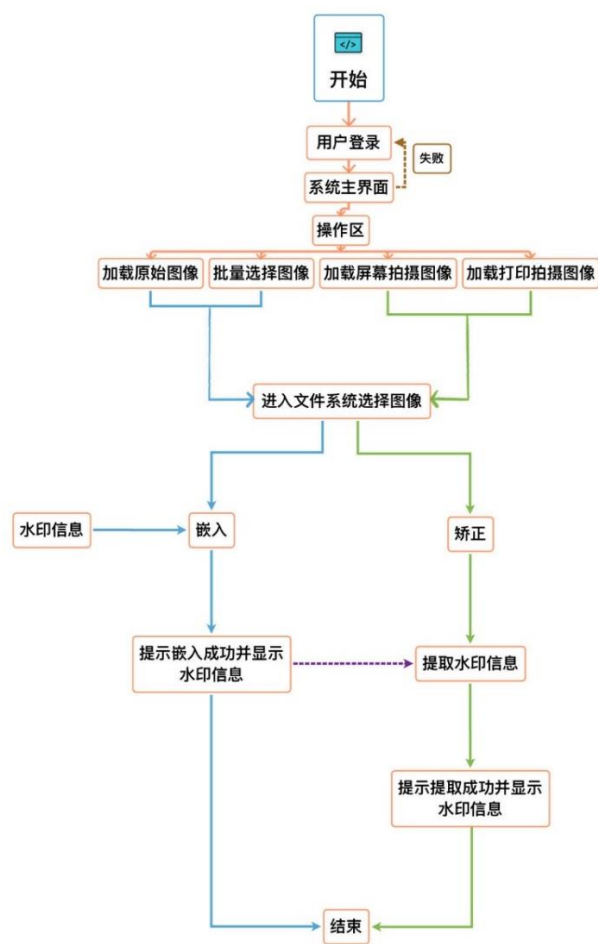 开始
用户登录
失败
系统主界面
操作区
加载原始图像
批量选择图像
加载屏幕拍摄图像
加载打印拍摄图像
进入文件系统选择图像
水印信息
嵌入
矫正
提示嵌入成功并显示
水印信息
提取水印信息
提示提取成功并显示
水印信息
结束